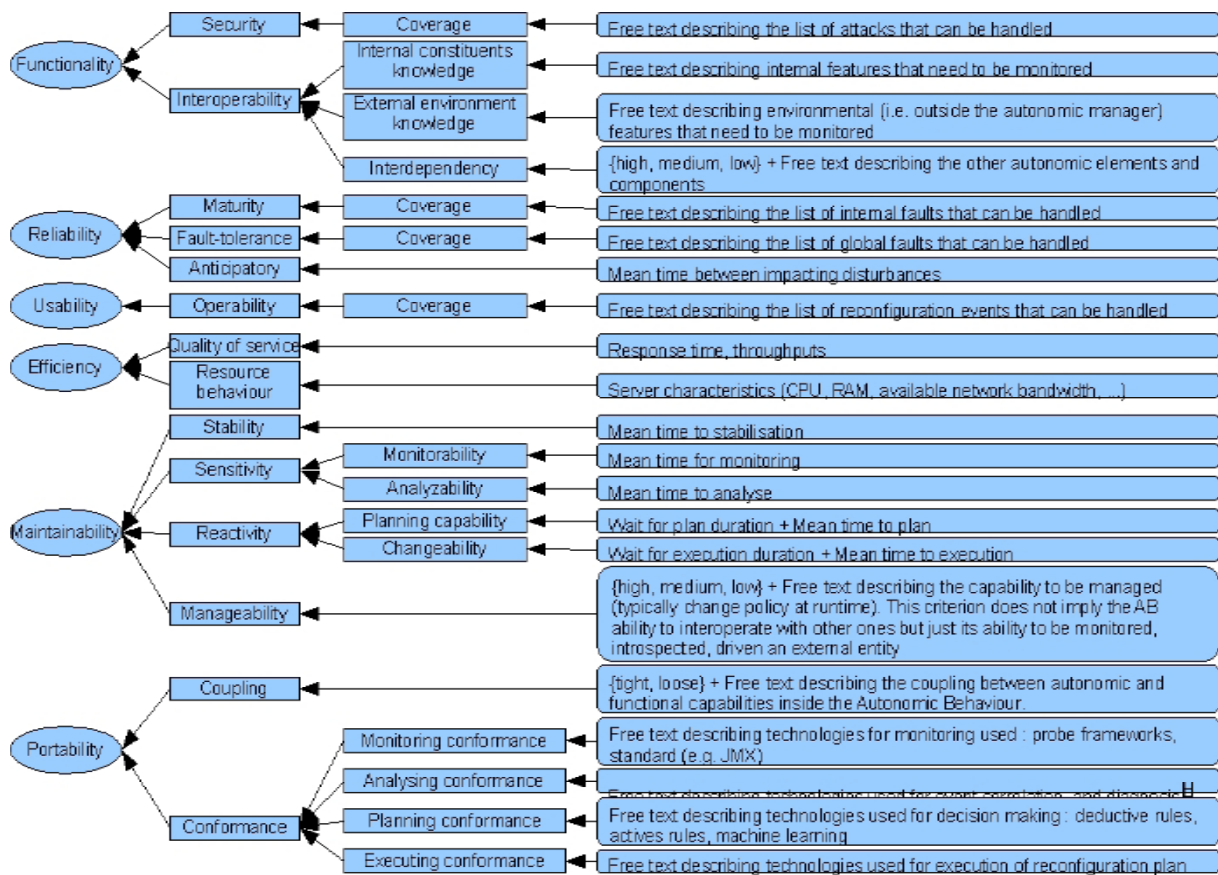 Functionality
Security
Coverage
Free text describing the list of attacks that can be handled
Interoperability
Internal constituents
knowledge
Free text describing internal features that need to be monitored
External environment
knowledge
Free text describing environmental (i.e. outside the autonomic manager)
features that need to be monitored
Interdependency
{high, medium, low} + Free text describing the other autonomic elements and
components
Reliability
Maturity
Coverage
Free text describing the list of internal faults that can be handled
Fault-tolerance
Coverage
Free text describing the list of global faults that can be handled
Anticipatory
Mean time between impacting disturbances
Usability
Operability
Coverage
Free text describing the list of reconfiguration events that can be handled
Efficiency
Quality of service
Response time, throughputs
Resource
behaviour
Server characteristics (CPU, RAM, available network bandwidth, ...)
Maintainability
Stability
Mean time to stabilisation
Sensitivity
Monitorability
Mean time for monitoring
Analyzability
Mean time to analyse
Reactivity
Planning capability
Wait for plan duration + Mean time to plan
Changeability
Wait for execution duration + Mean time to execution
Manageability
{high, medium, low} + Free text describing the capability to be managed
(typically change policy at runtime). This criterion does not imply the AB
ability to interoperate with other ones but just its ability to be monitored,
introspected, driven an external entity
Portability
Coupling
{tight, loose} + Free text describing the coupling between autonomic and
functional capabilities inside the Autonomic Behaviour.
Conformance
Monitoring conformance
Free text describing technologies for monitoring used : probe frameworks,
standard (e.g. JMX)
Analysing conformance
Free text describing technologies used for event correlation, and diagnosis
Planning conformance
Free text describing technologies used for decision making : deductive rules,
actives rules, machine learning
Executing conformance
Free text describing technologies used for execution of reconfiguration plan